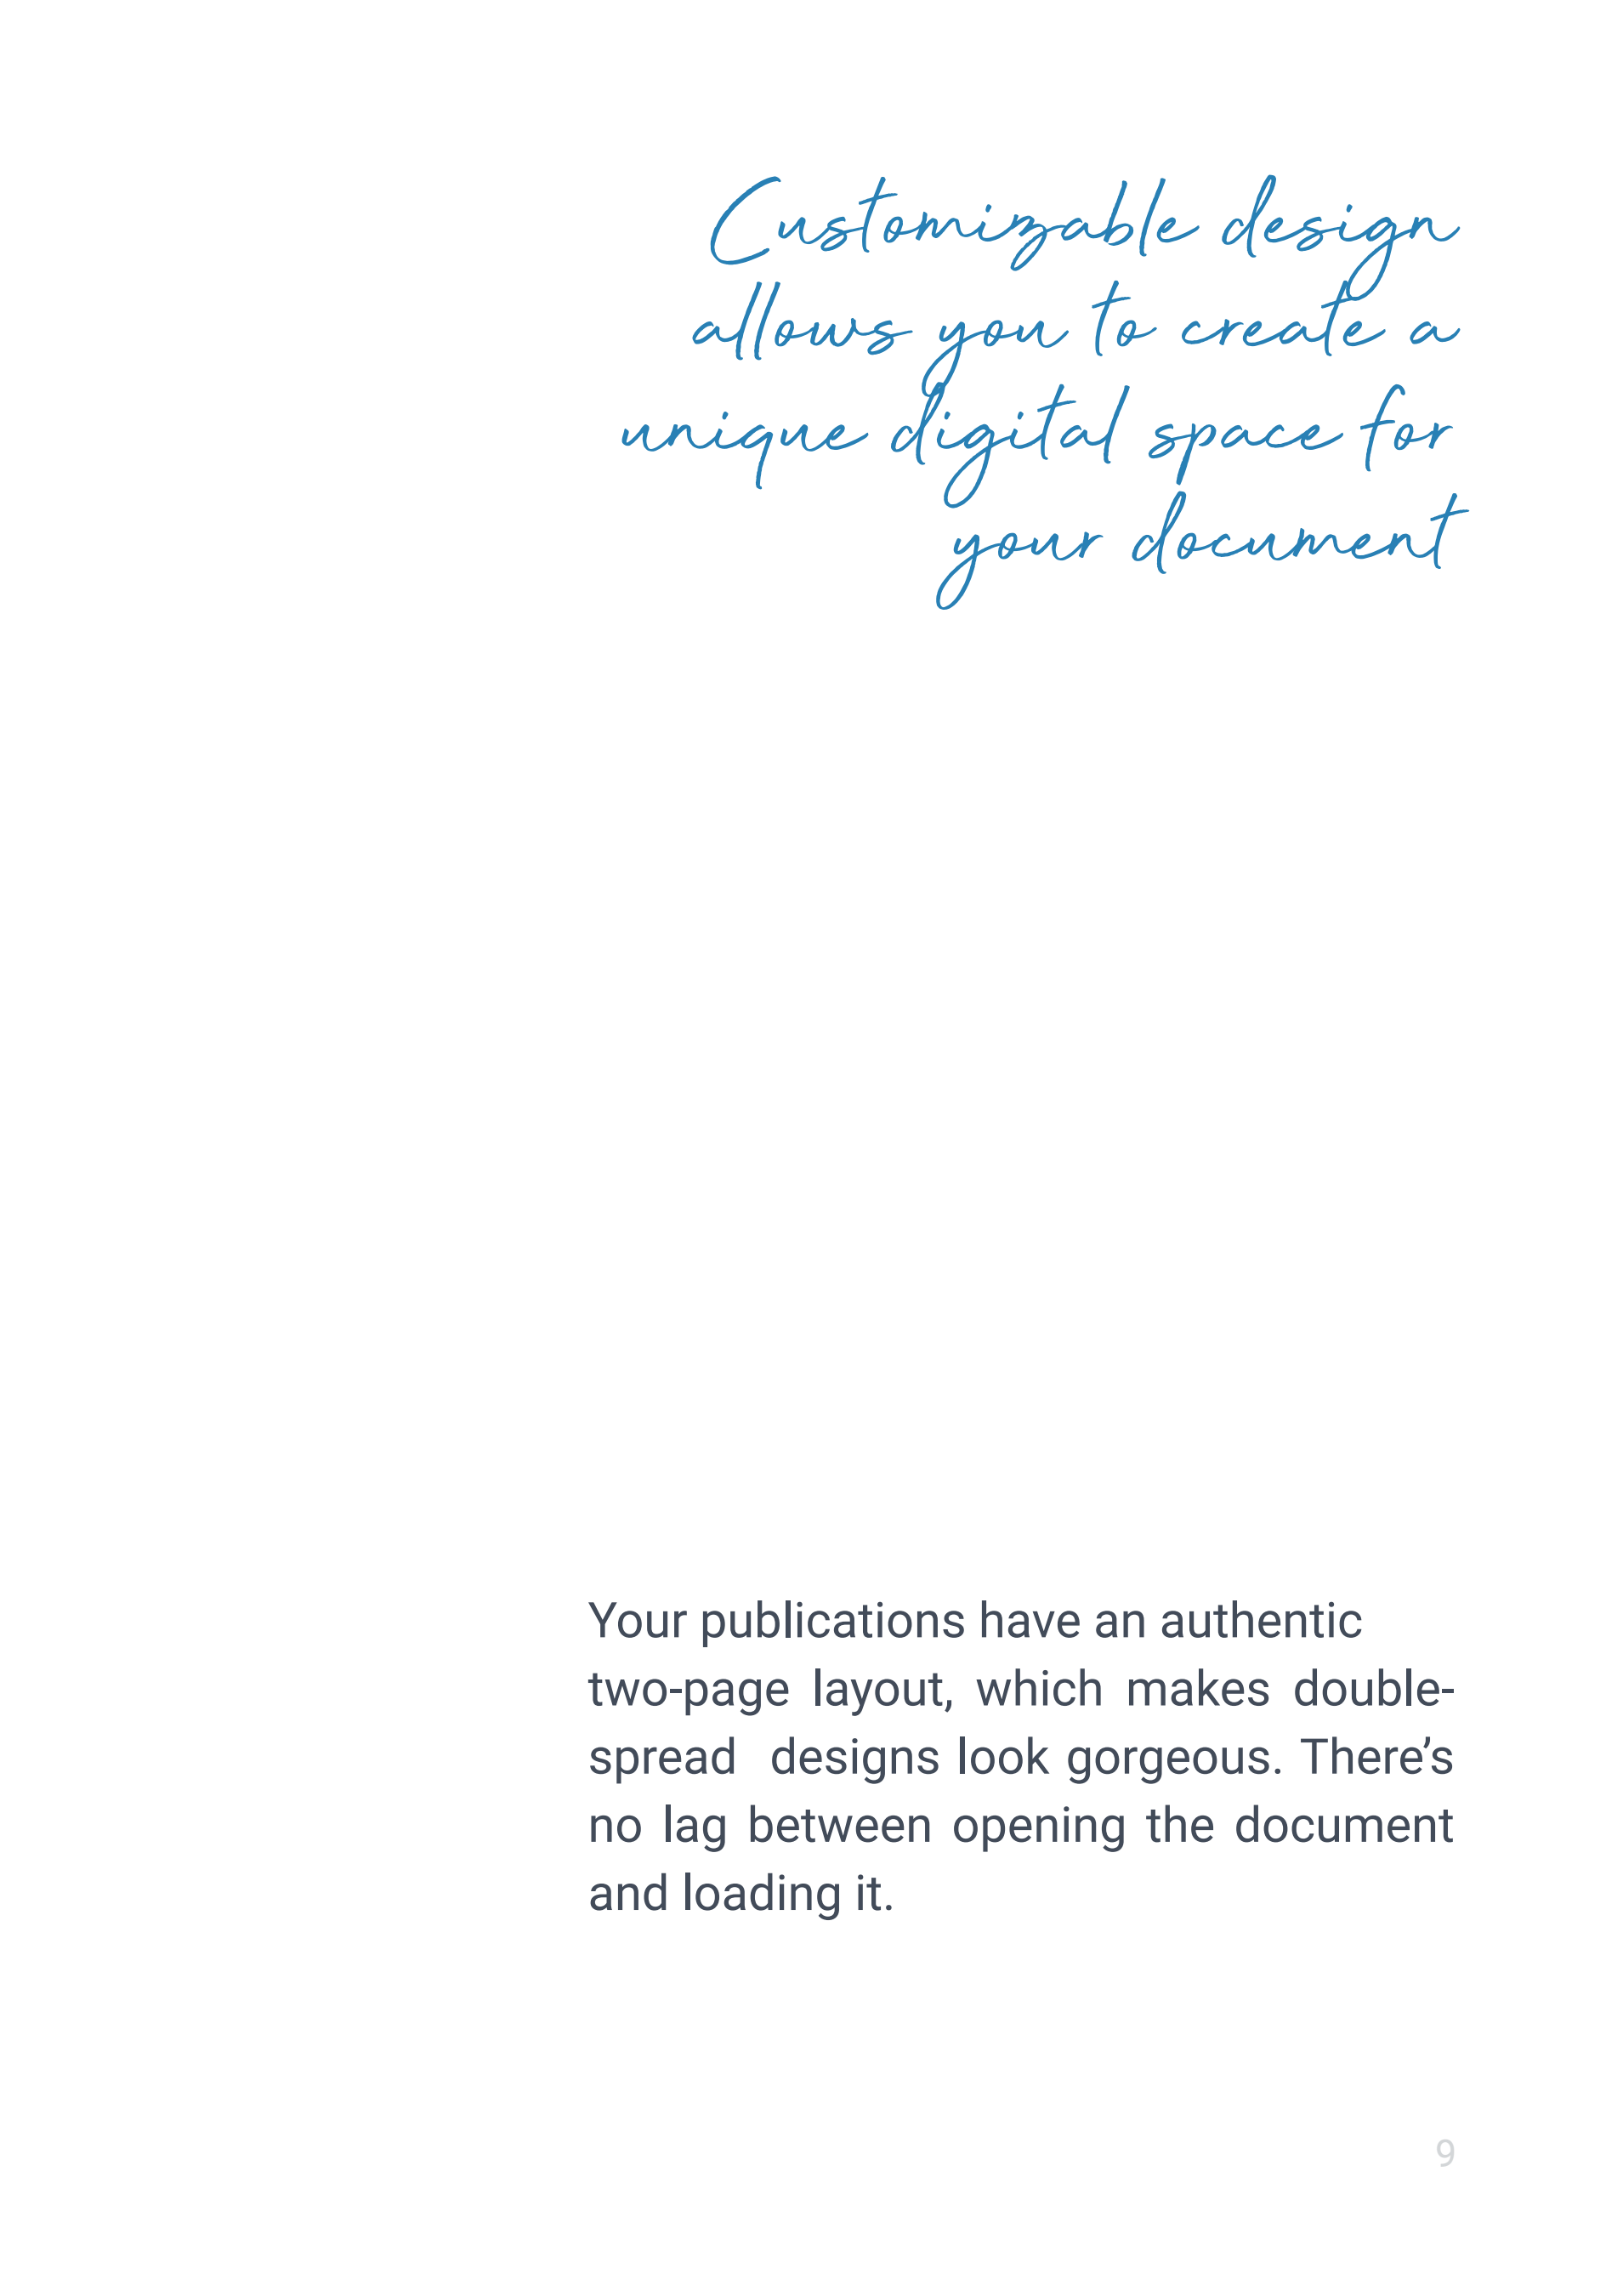 Customizable design
allows you to create a
unique digital space for
your document
Your publications have an authentic
two-page layout, which makes double-
spread designs look gorgeous. There’s
no lag between opening the document
and loading it.
9